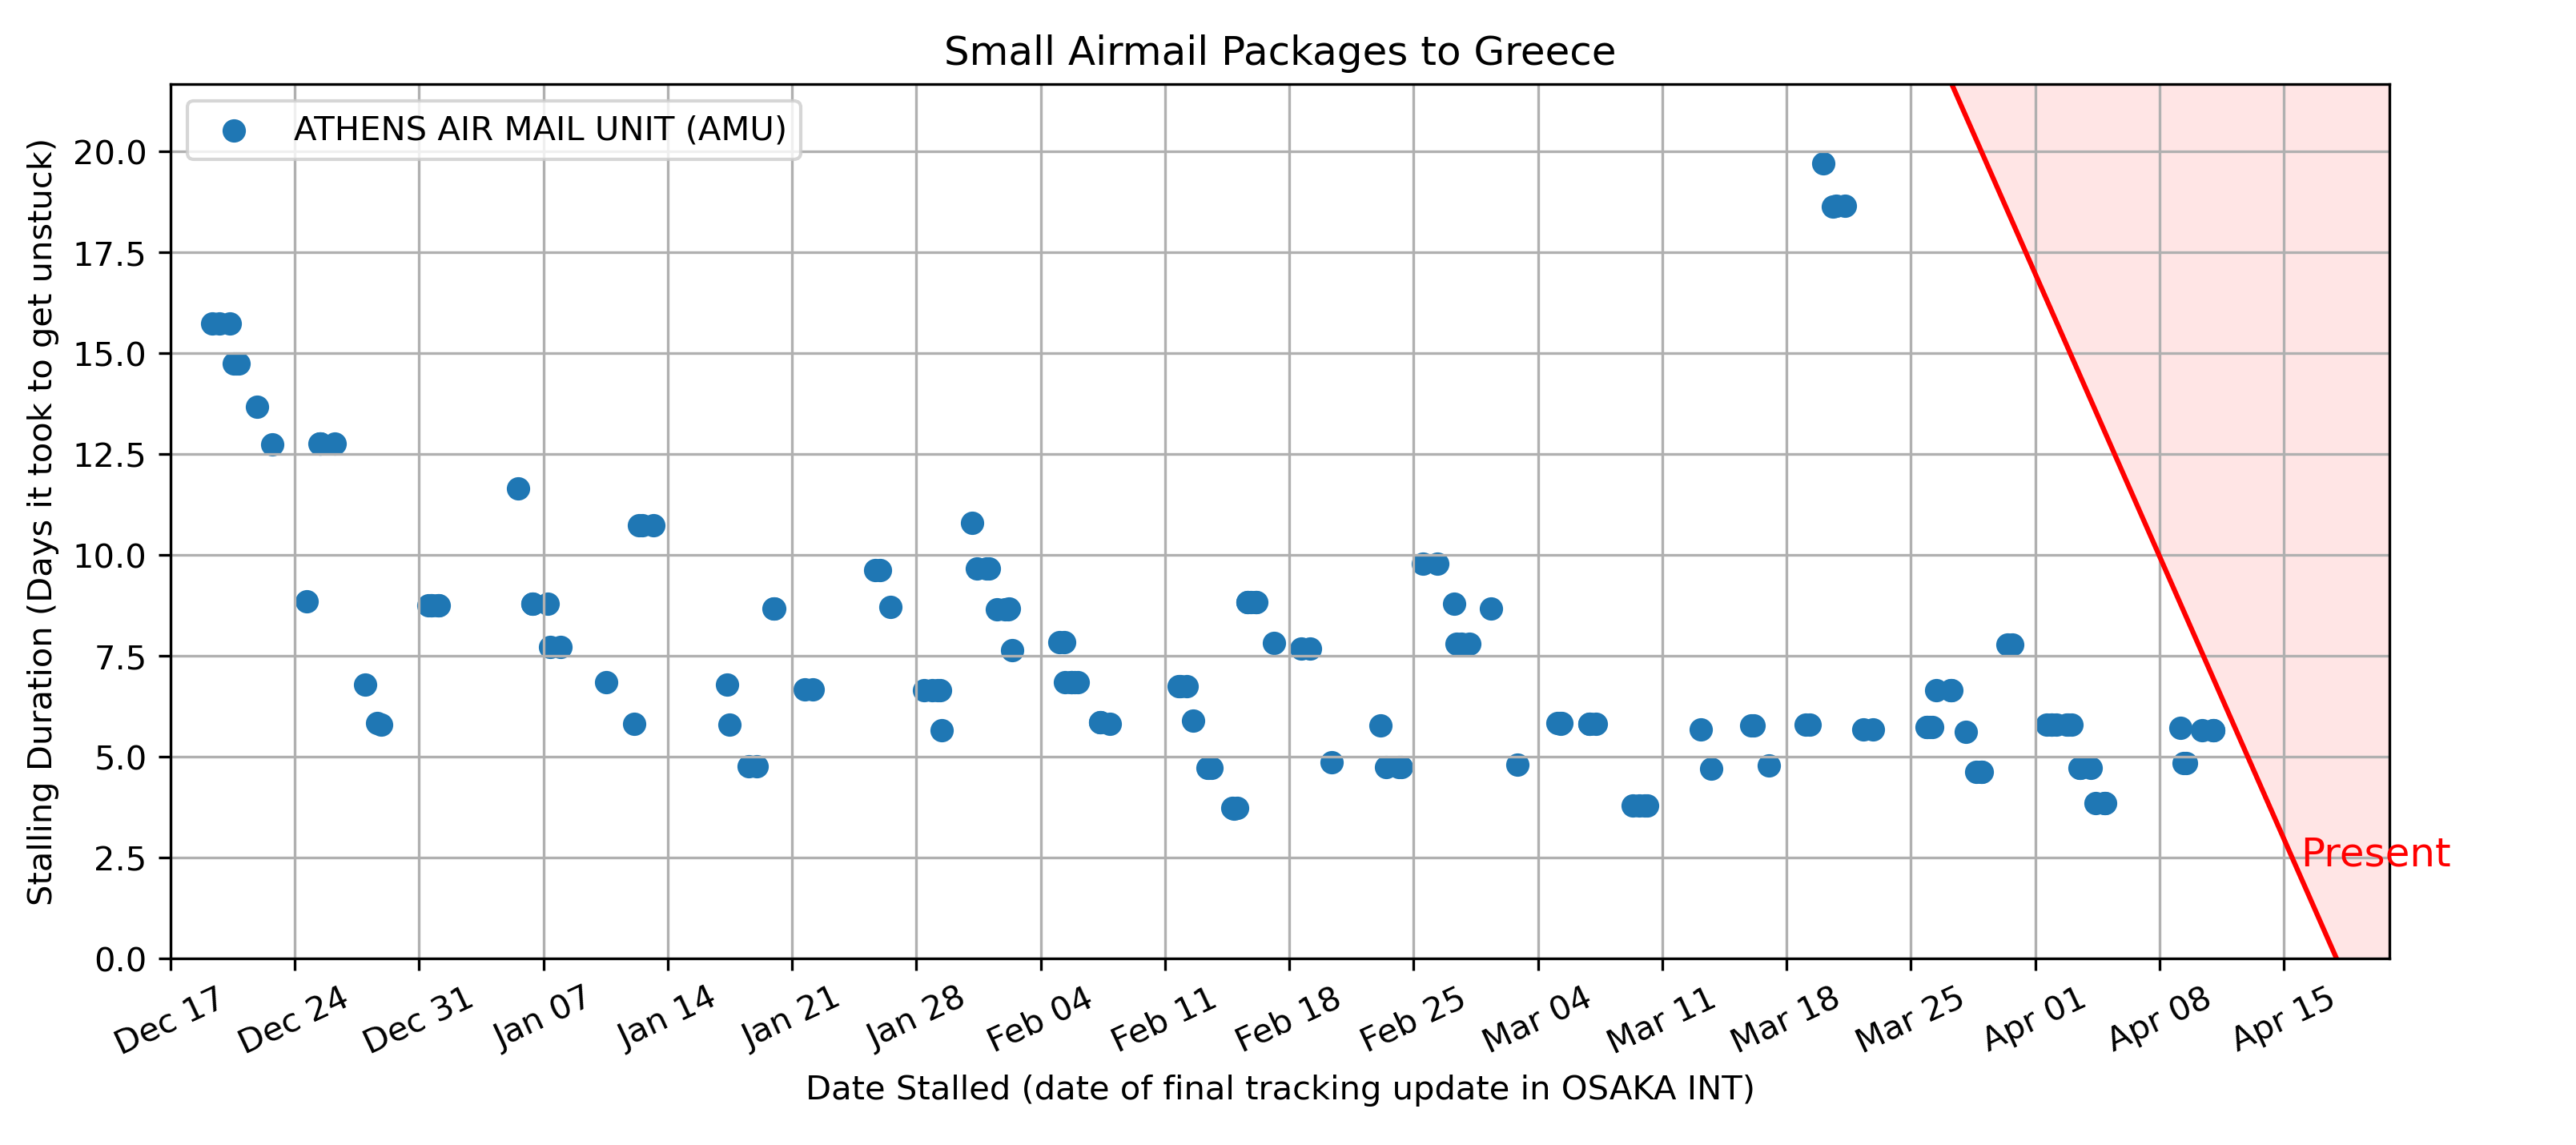 Small Airmail Packages to Greece
ATHENS AIR MAIL UNIT (AMU)
Stalling Duration (Days it took to get unstuck)
20.0
17.5
15.0
12.5
10.0
7.5
5.0
2.5
0.0
Present
Dec 17
Dec 24
Dec 31
Jan 07
Jan 14
Jan 21
Jan 28
Feb 04
Feb 11
Feb 18
Feb 25
Mar 04
Mar 11
Mar 18
Mar 25
Apr 01
Apr 08
Apr 15
Date Stalled (date of final tracking update in OSAKA INT)